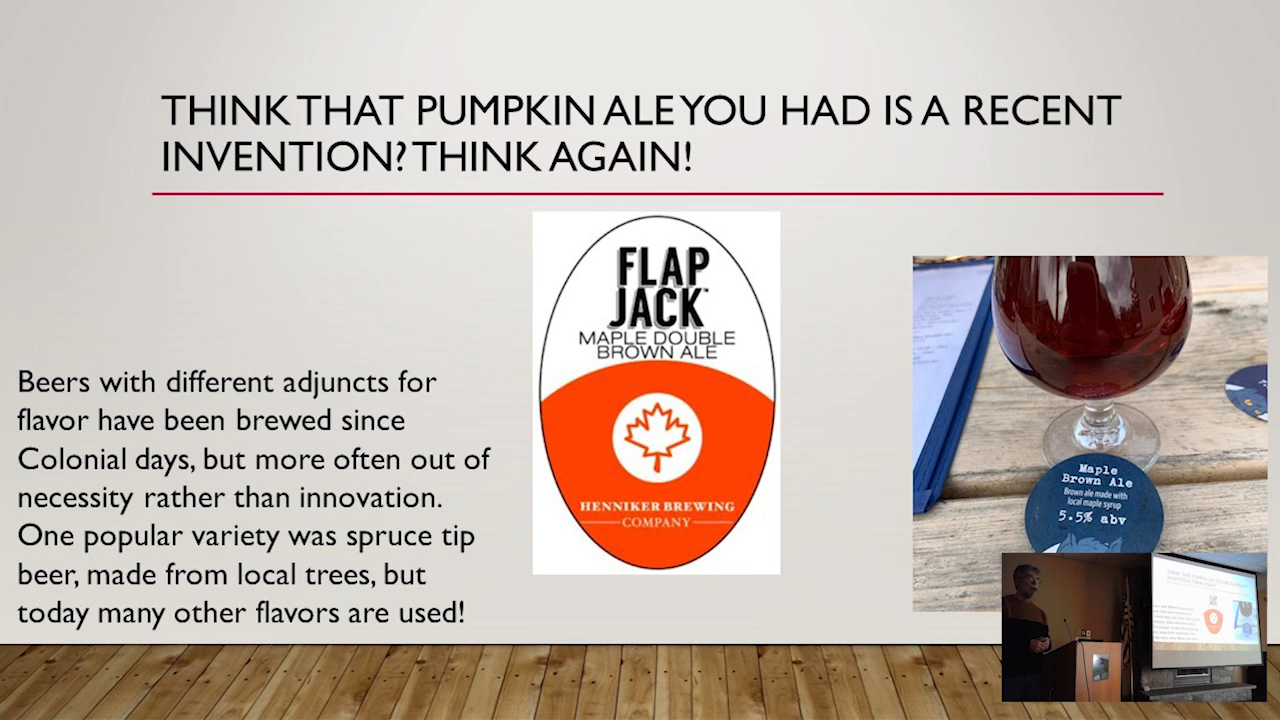 THINK THAT PUMPKIN ALE YOU HAD IS A RECENT
INVENTION? THINK AGAIN!
FLAP
JACK™
MAPLE DOUBLE
BROWN ALE
HENNIKER BREWING
COMPANY
Beers with different adjuncts for
flavor have been brewed since
Colonial days, but more often out of
necessity rather than innovation.
One popular variety was spruce tip
beer, made from local trees, but
today many other flavors are used!
Maple
Brown Ale
Brown ale made with
local maple syrup
5.5% abv
FLAP
JACK